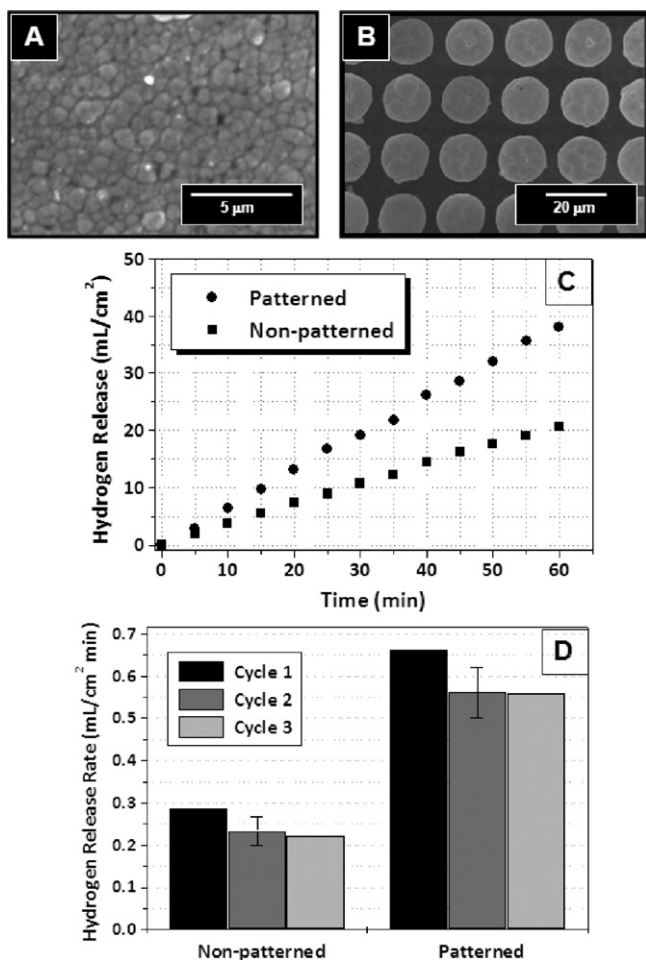 A
5 μm
B
20 μm
C
Patterned
Non-patterned
50
40
30
20
10
0
Hydrogen Release (mL/cm²)
0 10 20 30 40 50 60
Time (min)
D
Cycle 1
Cycle 2
Cycle 3
0.7
0.6
0.5
0.4
0.3
0.2
0.1
0.0
Hydrogen Release Rate (mL/cm² min)
Non-patterned Patterned